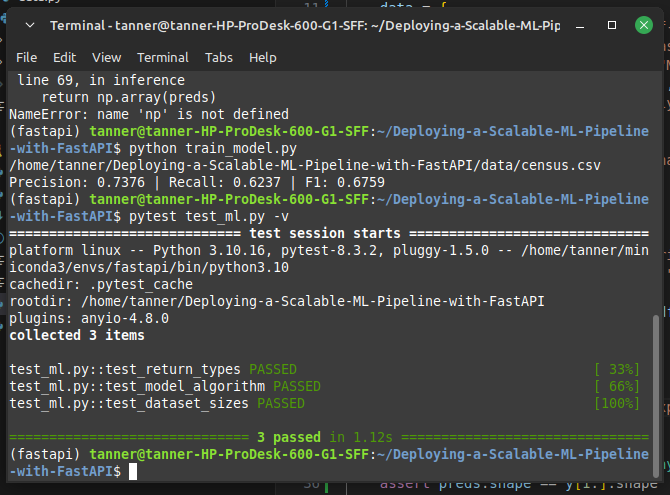 data = {
Terminal - tanner@tanner-HP-ProDesk-600-G1-SFF: ~/Deploying-a-Scalable-ML-Pip
File Edit View Terminal Tabs Help
line 69, in inference
return np.array(preds)
NameError: name 'np' is not defined
(fastapi) tanner@tanner-HP-ProDesk-600-G1-SFF:~/Deploying-a-Scalable-ML-Pipeline
-with-FastAPI$ python train_model.py
/home/tanner/Deploying-a-Scalable-ML-Pipeline-with-FastAPI/data/census.csv
Precision: 0.7376 | Recall: 0.6237 | F1: 0.6759
(fastapi) tanner@tanner-HP-ProDesk-600-G1-SFF:~/Deploying-a-Scalable-ML-Pipeline
-with-FastAPI$ pytest test_ml.py -v
============================= test session starts ==============================
platform linux -- Python 3.10.16, pytest-8.3.2, pluggy-1.5.0 -- /home/tanner/min
iconda3/envs/fastapi/bin/python3.10
cachedir: .pytest_cache
rootdir: /home/tanner/Deploying-a-Scalable-ML-Pipeline-with-FastAPI
plugins: anyio-4.8.0
collected 3 items
test_ml.py::test_return_types PASSED [ 33%]
test_ml.py::test_model_algorithm PASSED [ 66%]
test_ml.py::test_dataset_sizes PASSED [100%]
============================== 3 passed in 1.12s ===============================
(fastapi) tanner@tanner-HP-ProDesk-600-G1-SFF:~/Deploying-a-Scalable-ML-Pipeline
-with-FastAPI$
assert preds.shape == y[1:].shape